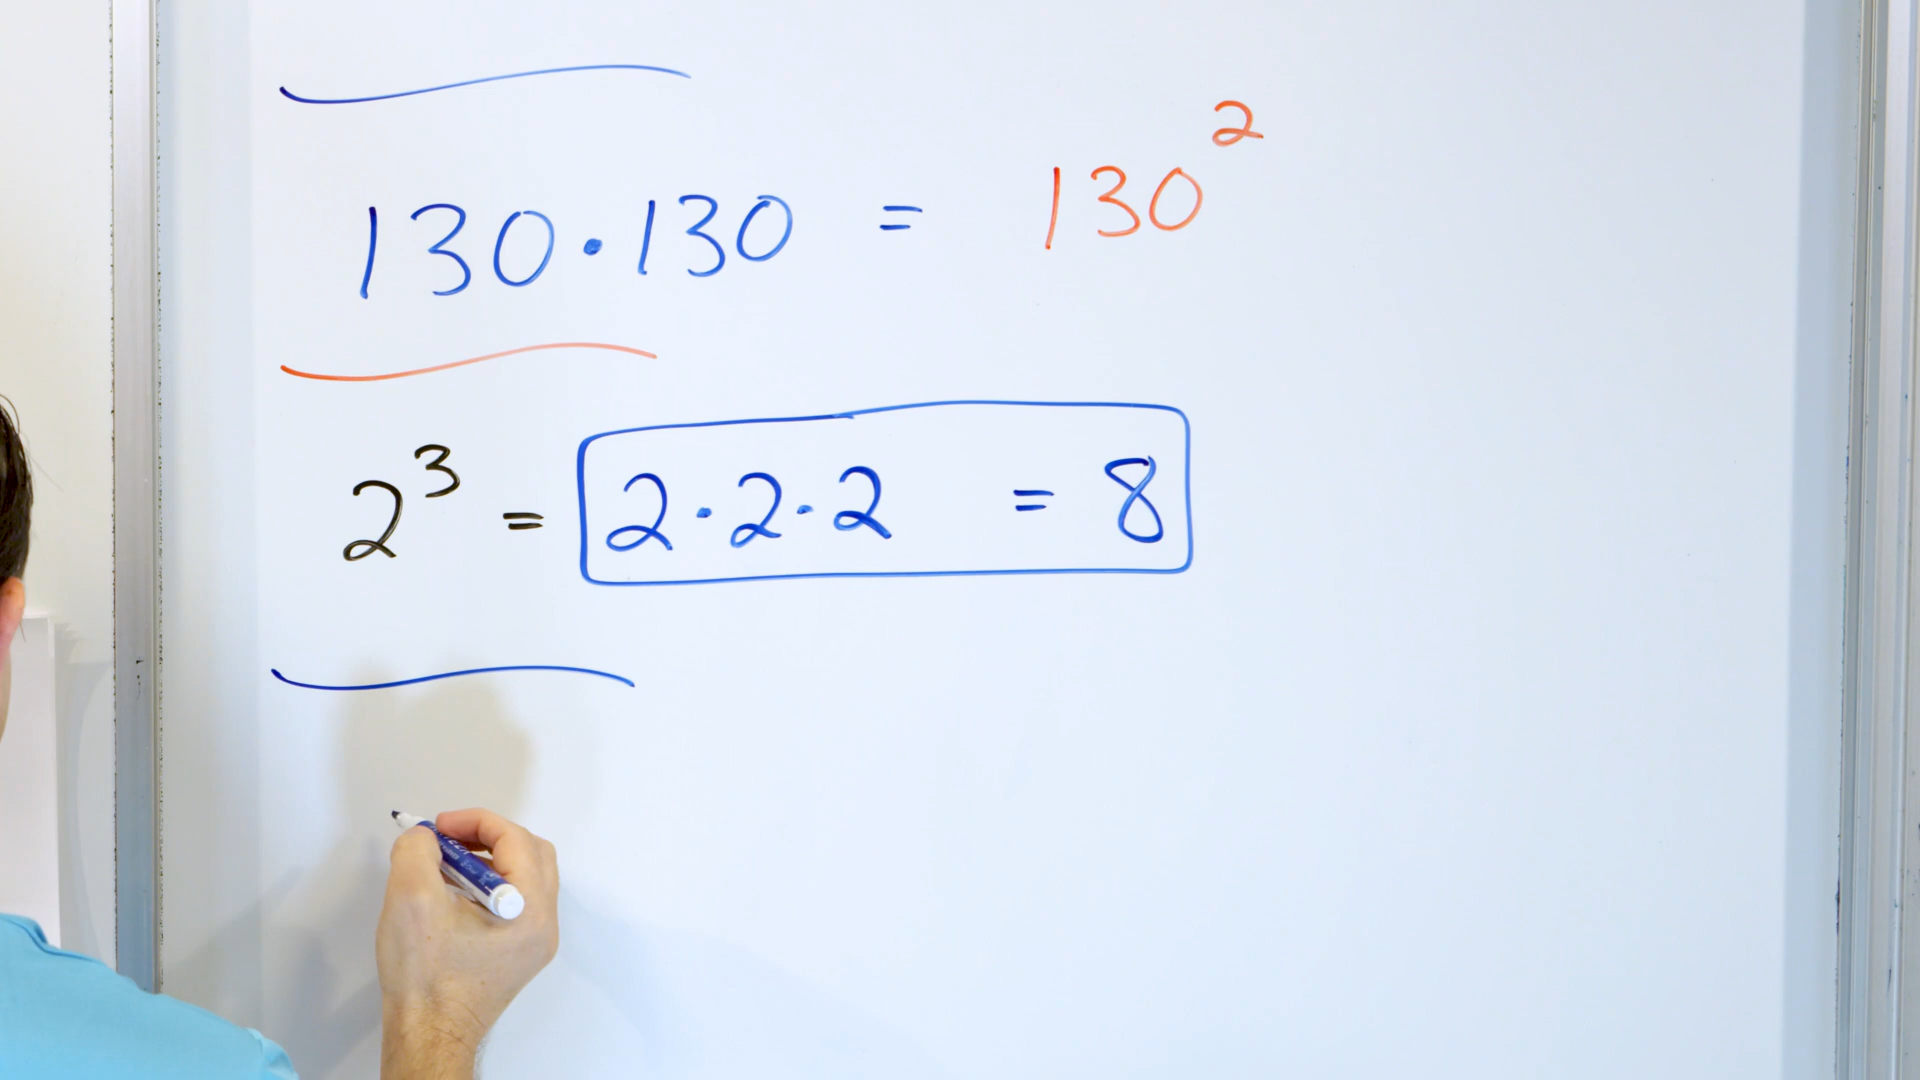 130·130 = 130²
2³ = 2·2·2 = 8